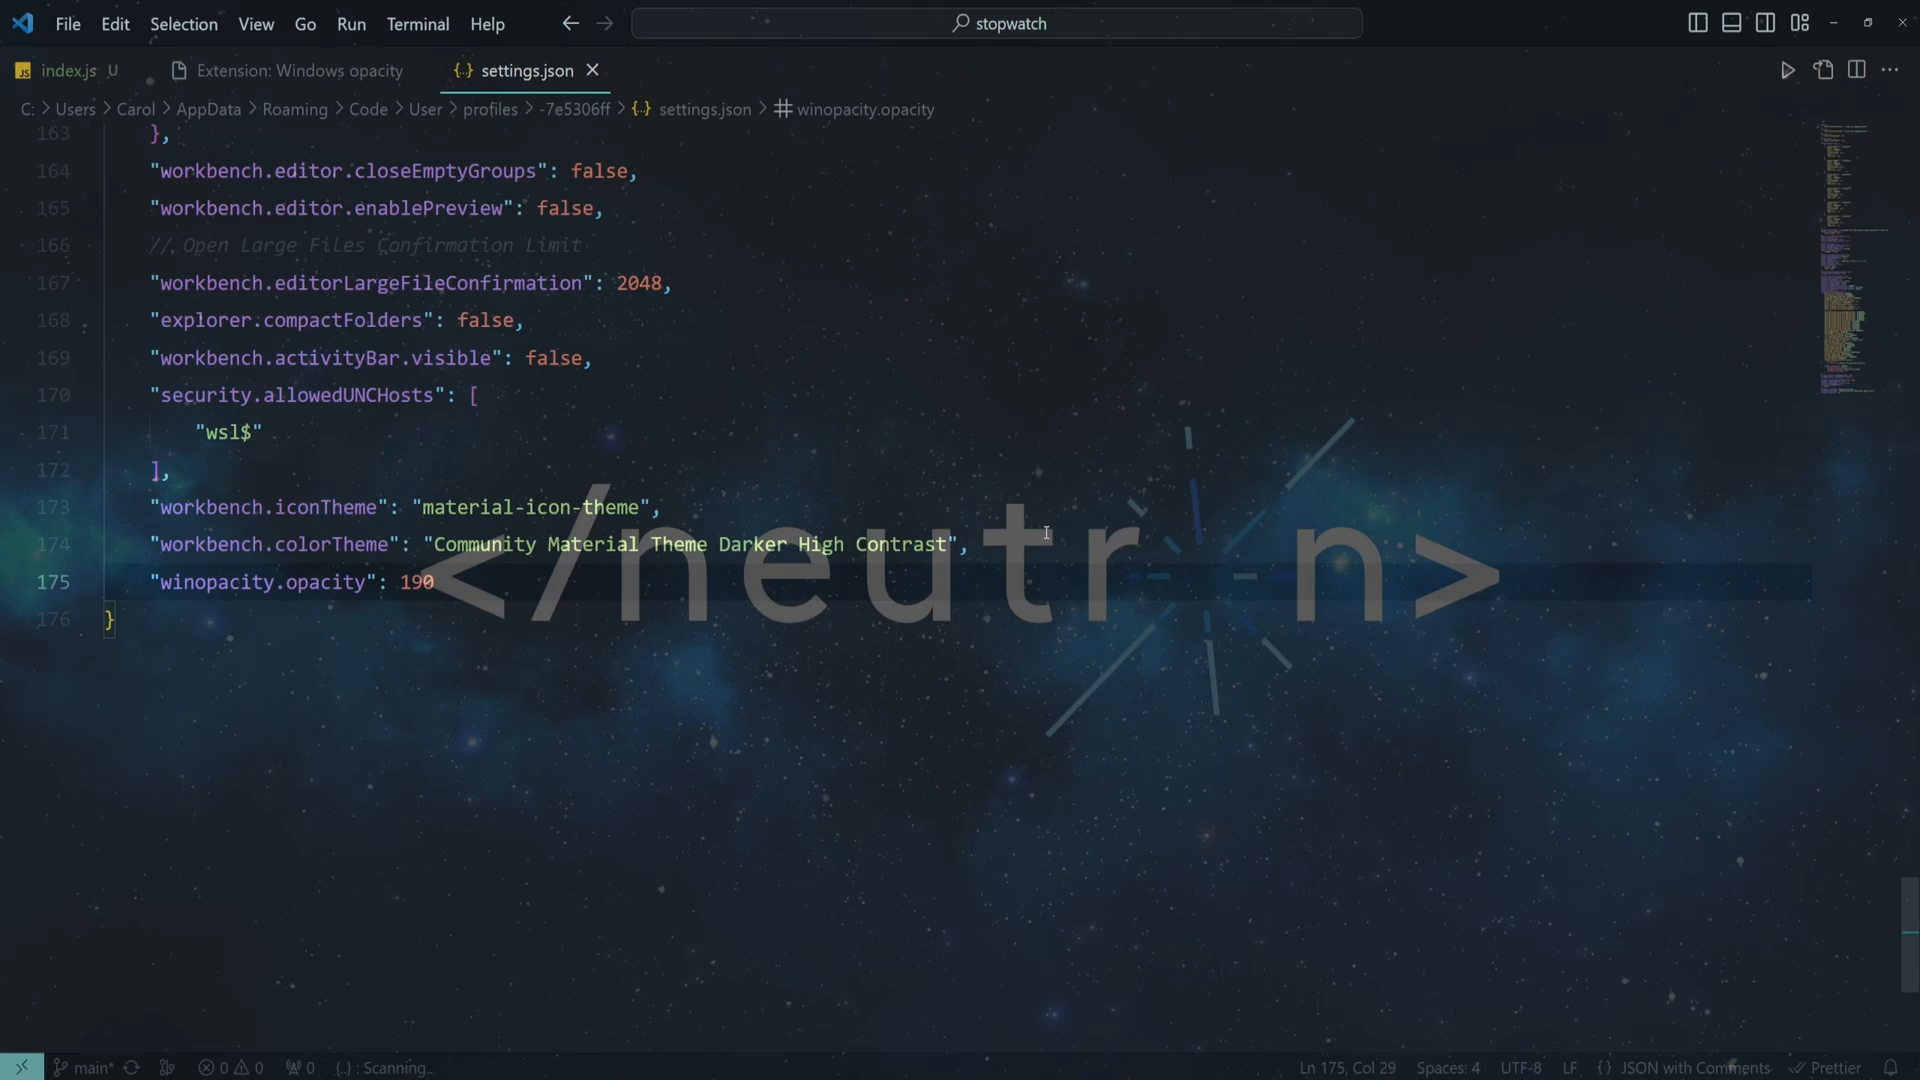 File Edit Selection View Go Run Terminal Help stopwatch
JS index.js U Extension: Windows opacity {..} settings.json
C: > Users > Carol > AppData > Roaming > Code > User > profiles > -7e5306ff > {..} settings.json > # winopacity.opacity
163 },
164 "workbench.editor.closeEmptyGroups": false,
165 "workbench.editor.enablePreview": false,
166 // Open Large Files Confirmation Limit
167 "workbench.editorLargeFileConfirmation": 2048,
168 "explorer.compactFolders": false,
169 "workbench.activityBar.visible": false,
170 "security.allowedUNCHosts": [
171 "wsl$"
172 ],
173 "workbench.iconTheme": "material-icon-theme",
174 "workbench.colorTheme": "Community Material Theme Darker High Contrast",
175 "winopacity.opacity": 190
176 }
</neutr n>
main* 0 0 0 {..} : Scanning.. Ln 175, Col 29 Spaces: 4 UTF-8 LF {} JSON with Comments Prettier